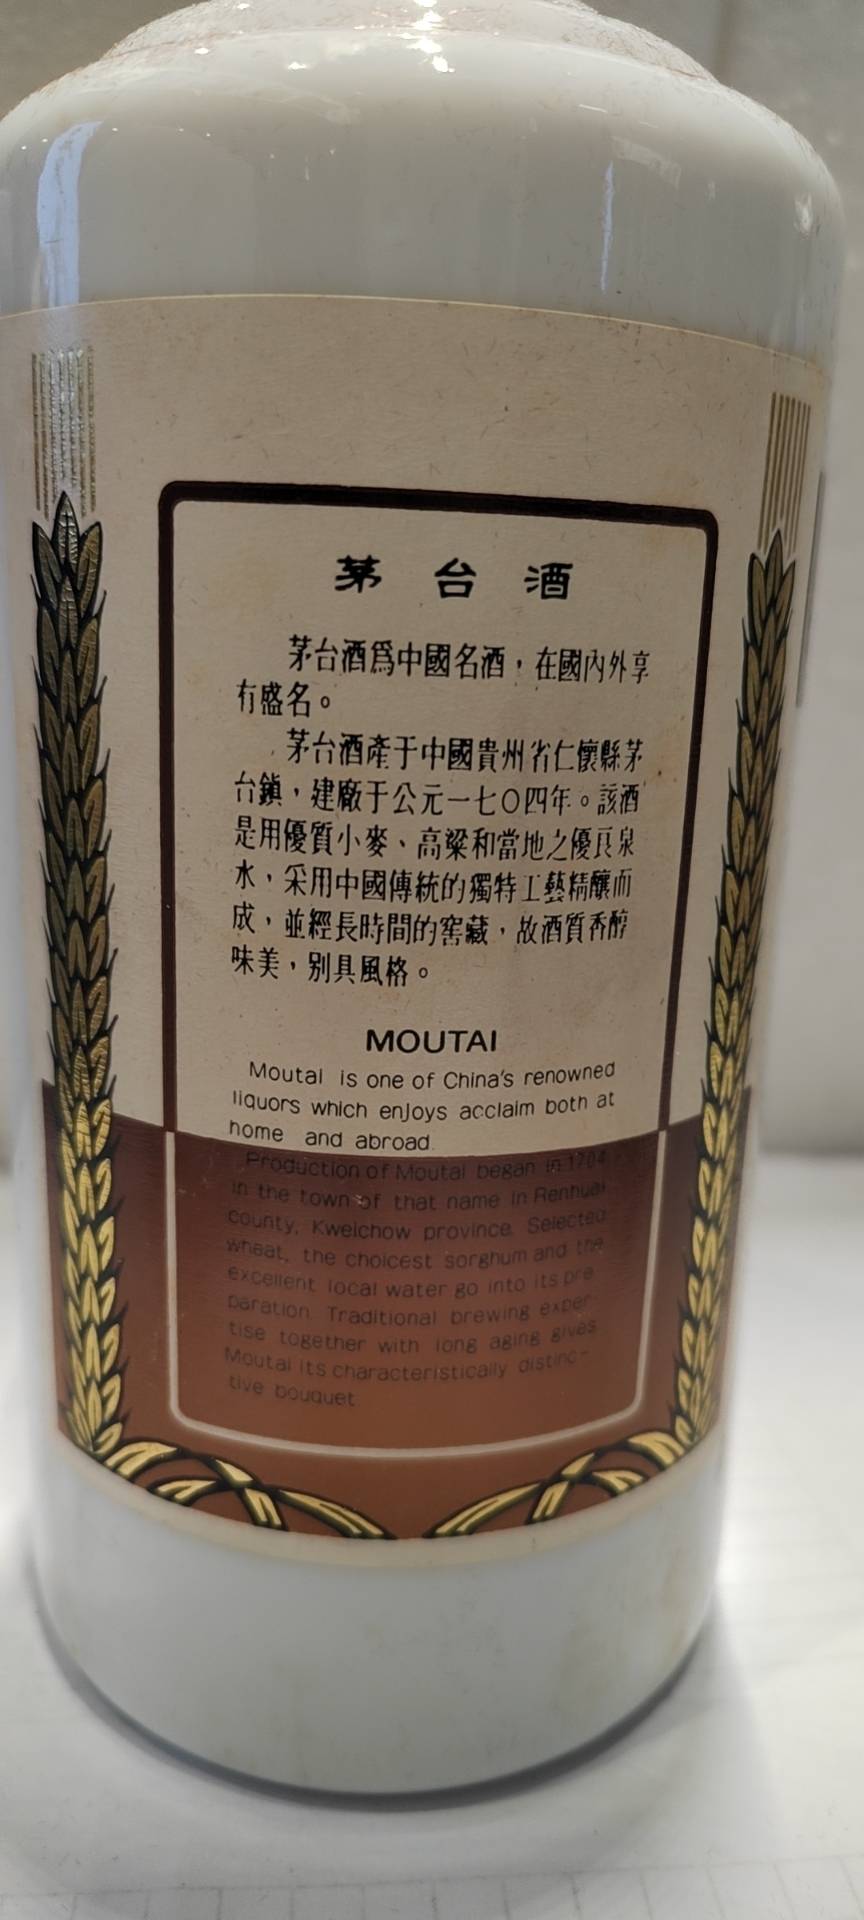 茅台酒
茅台酒爲中國名酒，在國內外享
有盛名。
茅台酒產于中國貴州省仁懷縣茅
台鎮，建廠于公元一七〇四年。該酒
是用優質小麥、高粱和當地之優良泉
水，采用中國傳統的獨特工藝精釀而
成，並經長時間的窖藏，故酒質香醇
味美，别具風格。
MOUTAI
Moutai is one of China's renowned
liquors which enjoys acclaim both at
home and abroad.
Production of Moutai began in 1704
in the town of that name in Renhuai
county, Kweichow province. Selected
wheat, the choicest sorghum and the
excellent local water go into its pre-
paration. Traditional brewing exper-
tise together with long aging gives
Moutai its characteristically distinc-
tive bouquet